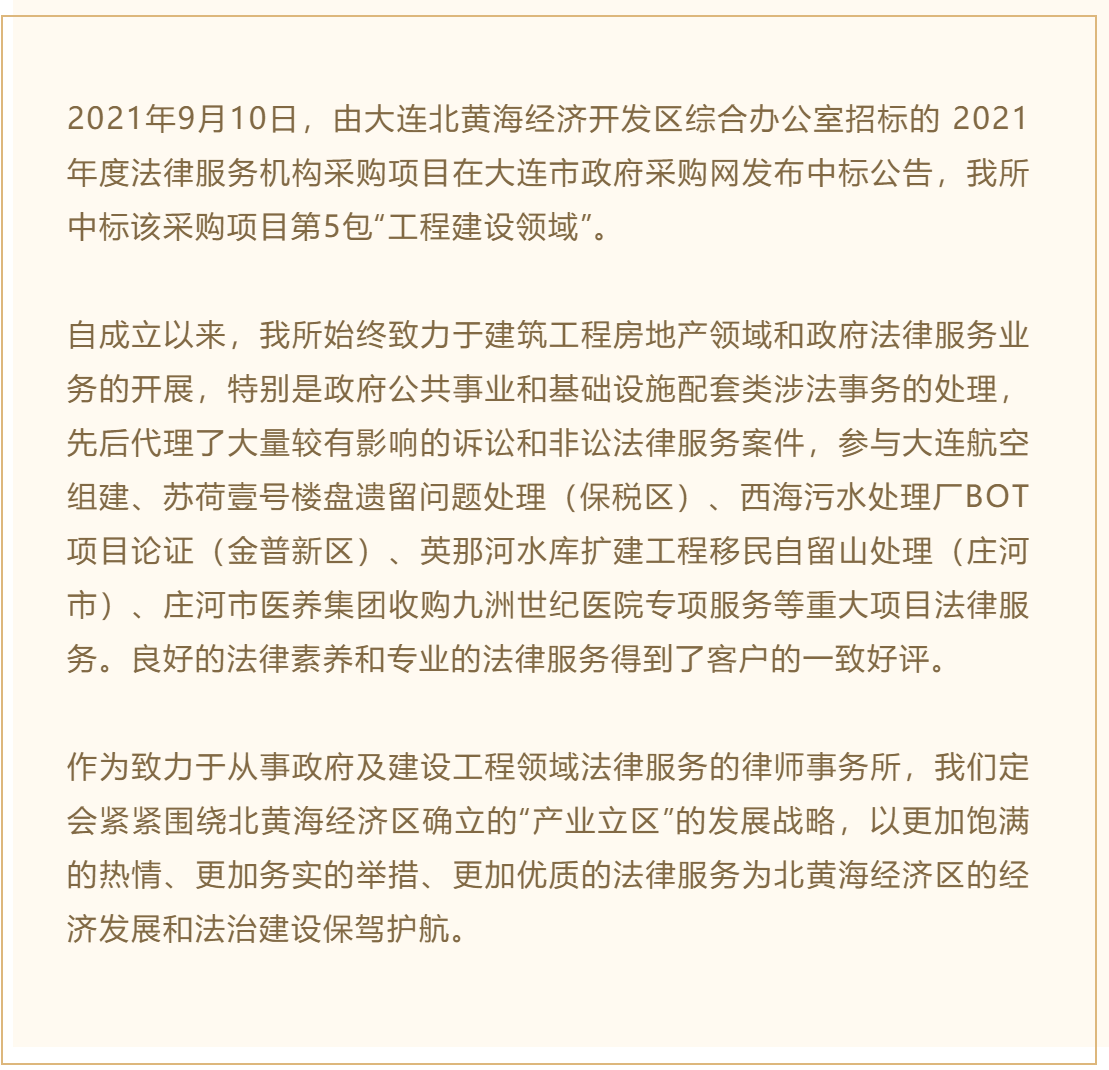 2021年9月10日，由大连北黄海经济开发区综合办公室招标的 2021
年度法律服务机构采购项目在大连市政府采购网发布中标公告，我所
中标该采购项目第5包“工程建设领域”。
自成立以来，我所始终致力于建筑工程房地产领域和政府法律服务业
务的开展，特别是政府公共事业和基础设施配套类涉法事务的处理，
先后代理了大量较有影响的诉讼和非讼法律服务案件，参与大连航空
组建、苏荷壹号楼盘遗留问题处理（保税区）、西海污水处理厂BOT
项目论证（金普新区）、英那河水库扩建工程移民自留山处理（庄河
市）、庄河市医养集团收购九洲世纪医院专项服务等重大项目法律服
务。良好的法律素养和专业的法律服务得到了客户的一致好评。
作为致力于从事政府及建设工程领域法律服务的律师事务所，我们定
会紧紧围绕北黄海经济区确立的“产业立区”的发展战略，以更加饱满
的热情、更加务实的举措、更加优质的法律服务为北黄海经济区的经
济发展和法治建设保驾护航。